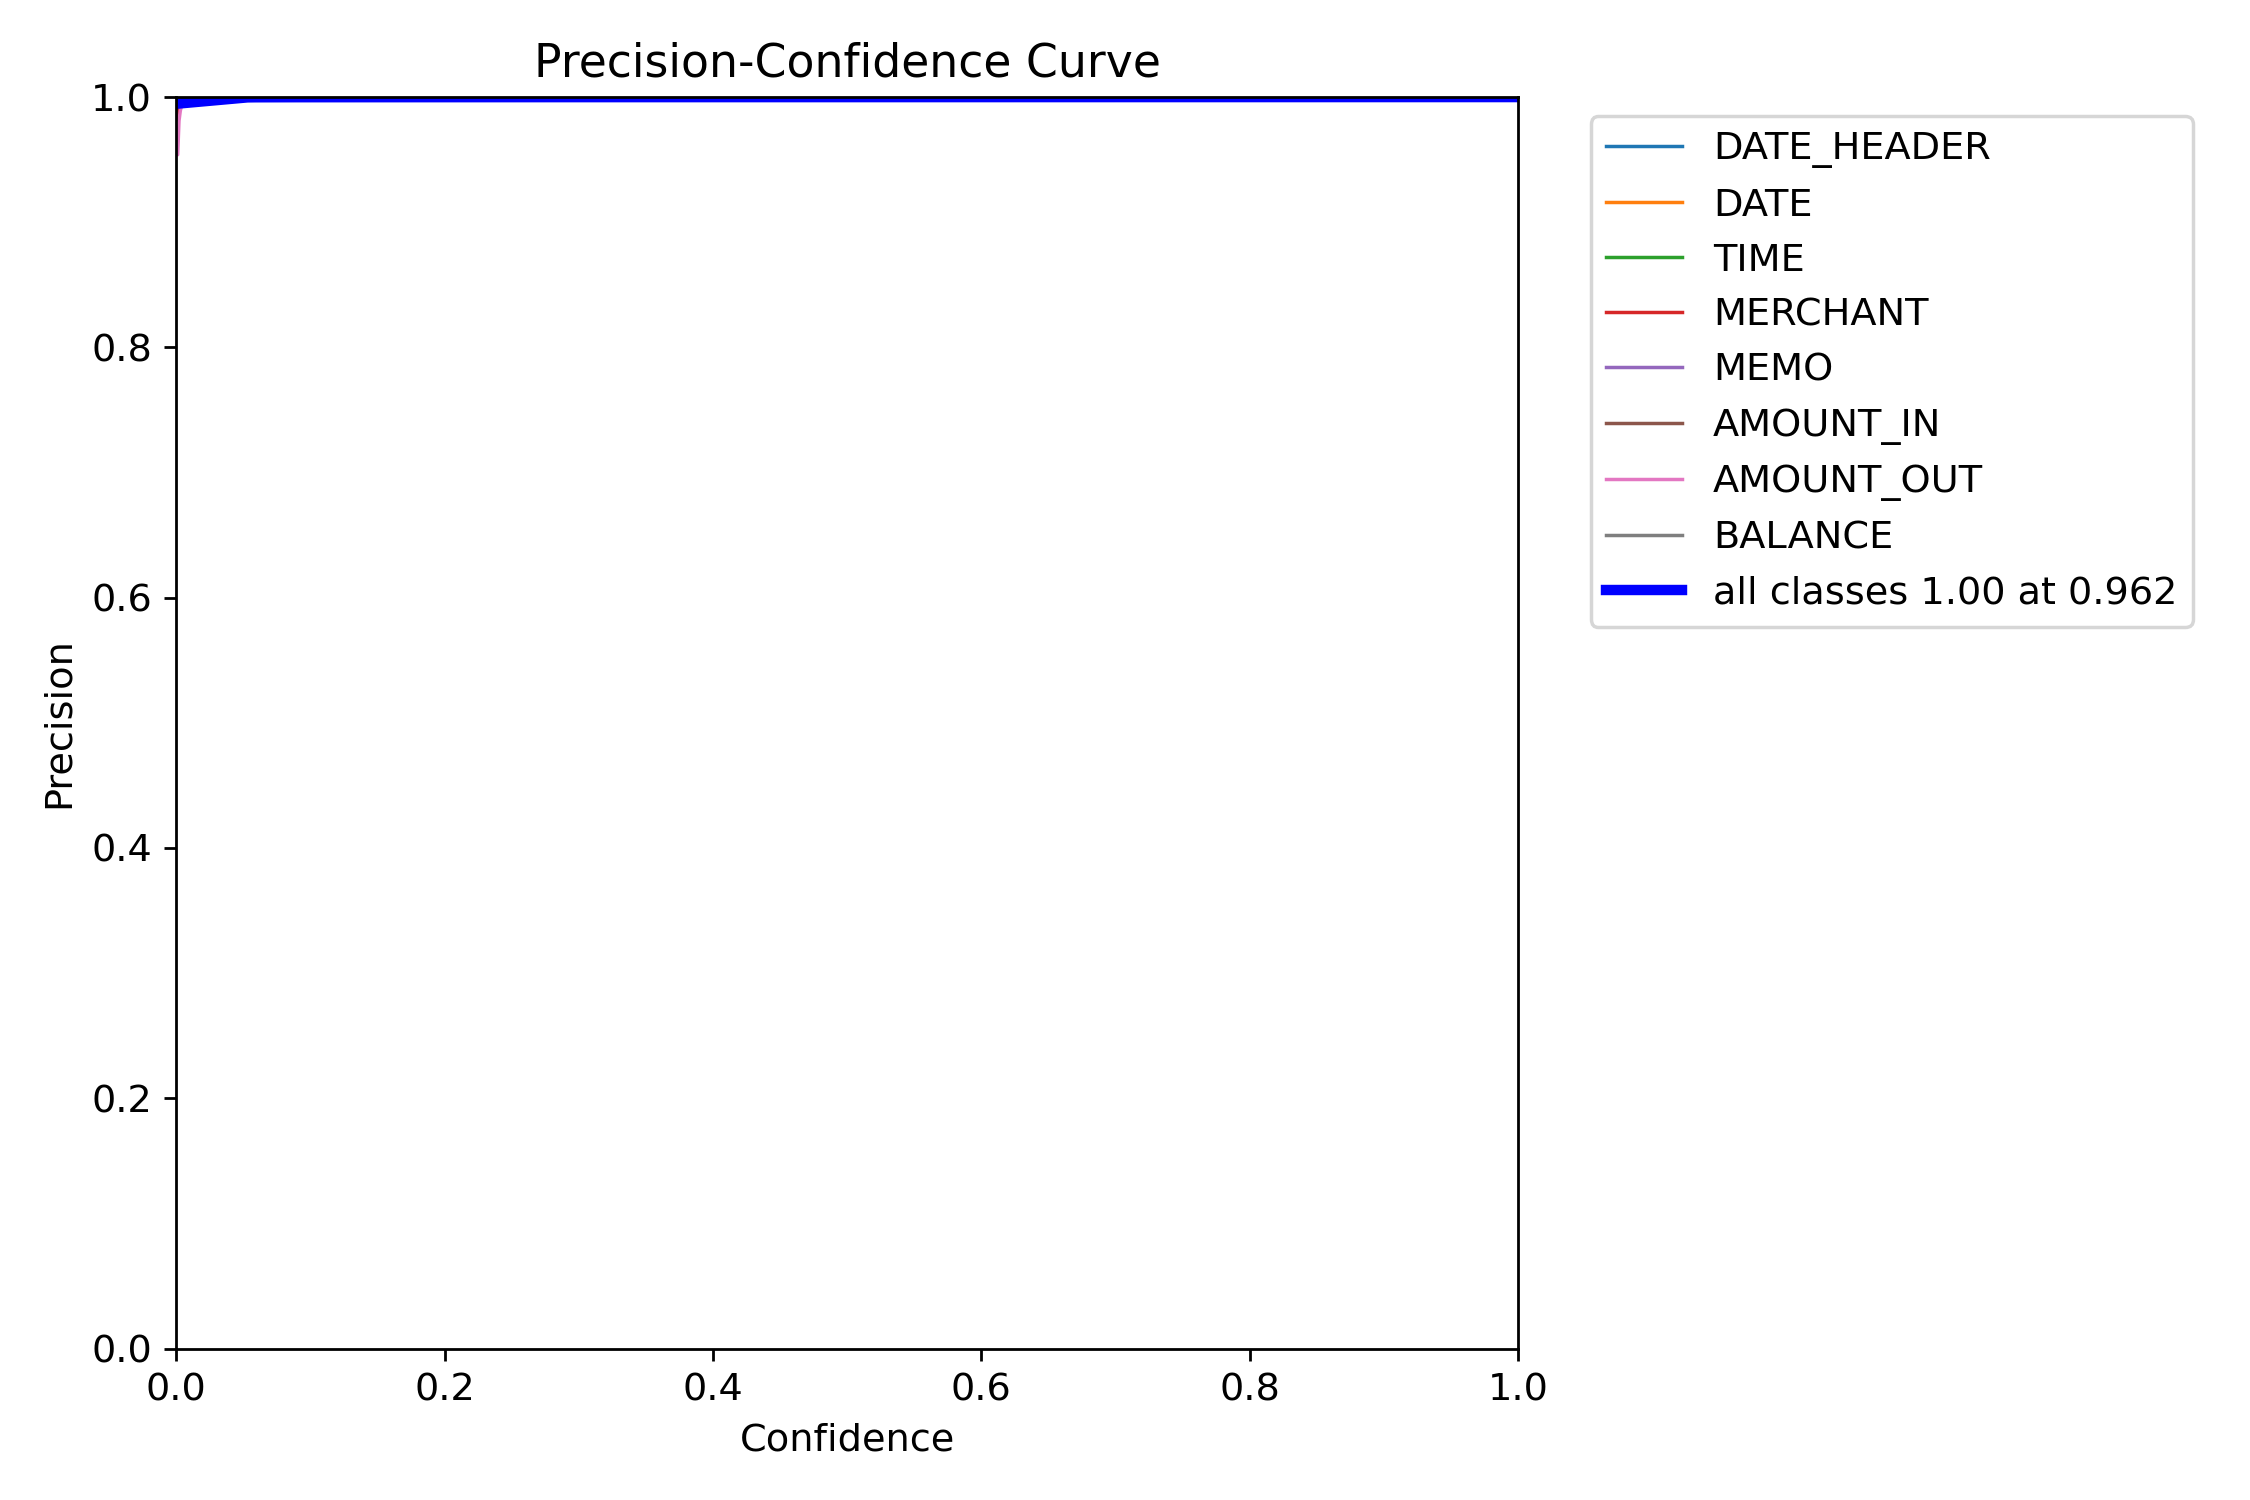 Precision-Confidence Curve
1.0
0.8
0.6
0.4
0.2
0.0
Precision
0.0 0.2 0.4 0.6 0.8 1.0
Confidence
DATE_HEADER
DATE
TIME
MERCHANT
MEMO
AMOUNT_IN
AMOUNT_OUT
BALANCE
all classes 1.00 at 0.962